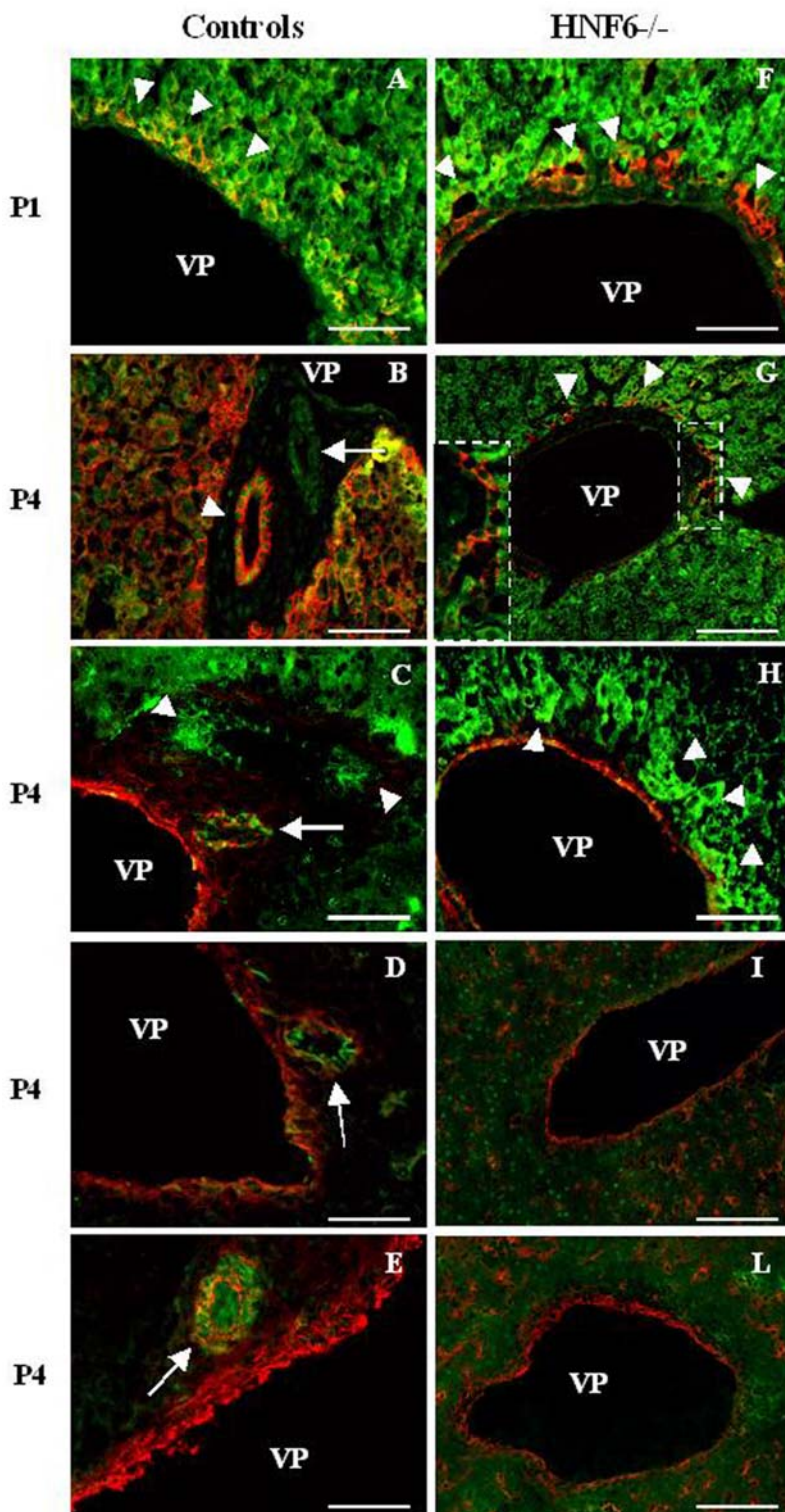 Controls HNF6-/-
P1 A VP F VP
P4 B VP G VP
P4 C VP H VP
P4 D VP I VP
P4 E VP L VP